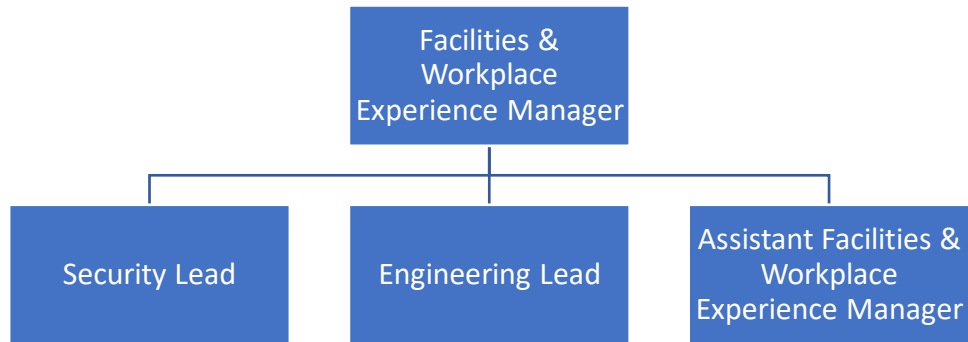 Facilities &
Workplace
Experience Manager
Security Lead
Engineering Lead
Assistant Facilities &
Workplace
Experience Manager